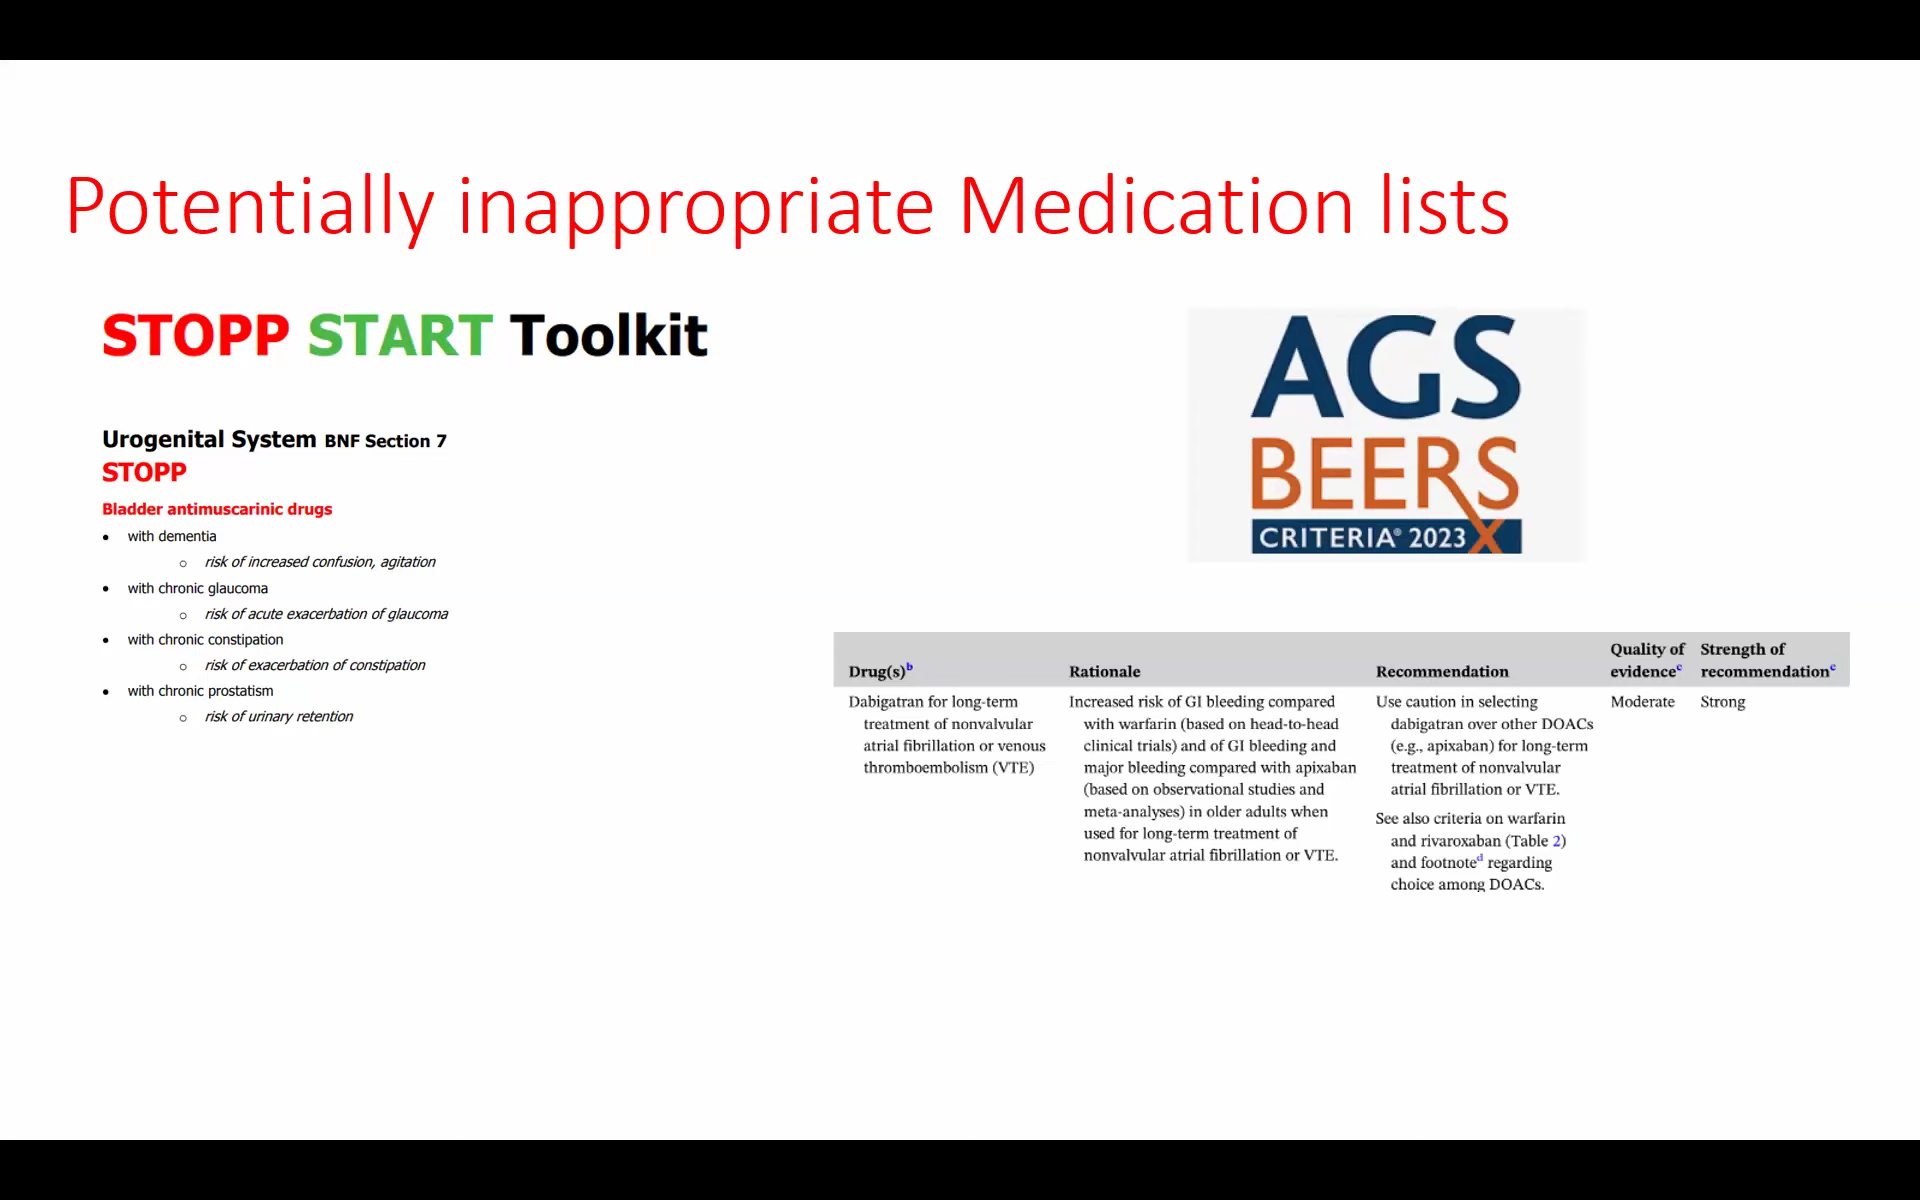 Potentially inappropriate Medication lists
STOPP START Toolkit
Urogenital System BNF Section 7
STOPP
Bladder antimuscarinic drugs
• with dementia
o risk of increased confusion, agitation
• with chronic glaucoma
o risk of acute exacerbation of glaucoma
• with chronic constipation
o risk of exacerbation of constipation
• with chronic prostatism
o risk of urinary retention
AGS
BEERS
CRITERIA® 2023
Drug(s)b
Rationale
Recommendation
Quality of
evidencec
Strength of
recommendationc
Dabigatran for long-term
treatment of nonvalvular
atrial fibrillation or venous
thromboembolism (VTE)
Increased risk of GI bleeding compared
with warfarin (based on head-to-head
clinical trials) and of GI bleeding and
major bleeding compared with apixaban
(based on observational studies and
meta-analyses) in older adults when
used for long-term treatment of
nonvalvular atrial fibrillation or VTE.
Use caution in selecting
dabigatran over other DOACs
(e.g., apixaban) for long-term
treatment of nonvalvular
atrial fibrillation or VTE.
See also criteria on warfarin
and rivaroxaban (Table 2)
and footnoted regarding
choice among DOACs.
Moderate
Strong